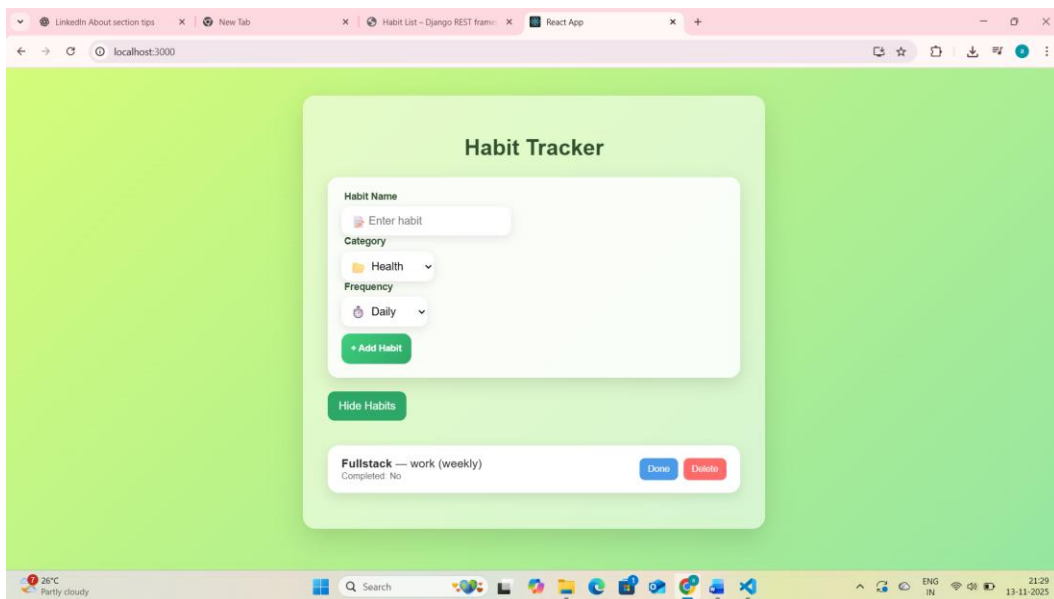 LinkedIn About section tips
New Tab
Habit List – Django REST frame
React App
localhost:3000
Habit Tracker
Habit Name
Enter habit
Category
Health
Frequency
Daily
+ Add Habit
Hide Habits
Fullstack — work (weekly)
Completed: No
Done
Delete
7
26°C
Partly cloudy
Search
ENG
IN
21:29
13-11-2025